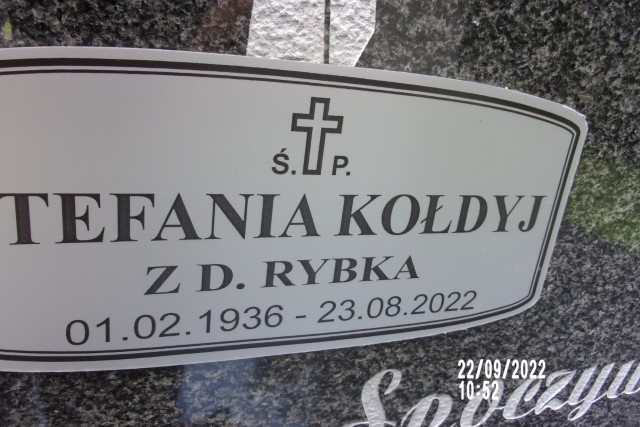 Ś. P.
TEFANIA KOŁDYJ
Z D. RYBKA
01.02.1936 - 23.08.2022
22/09/2022
10:52